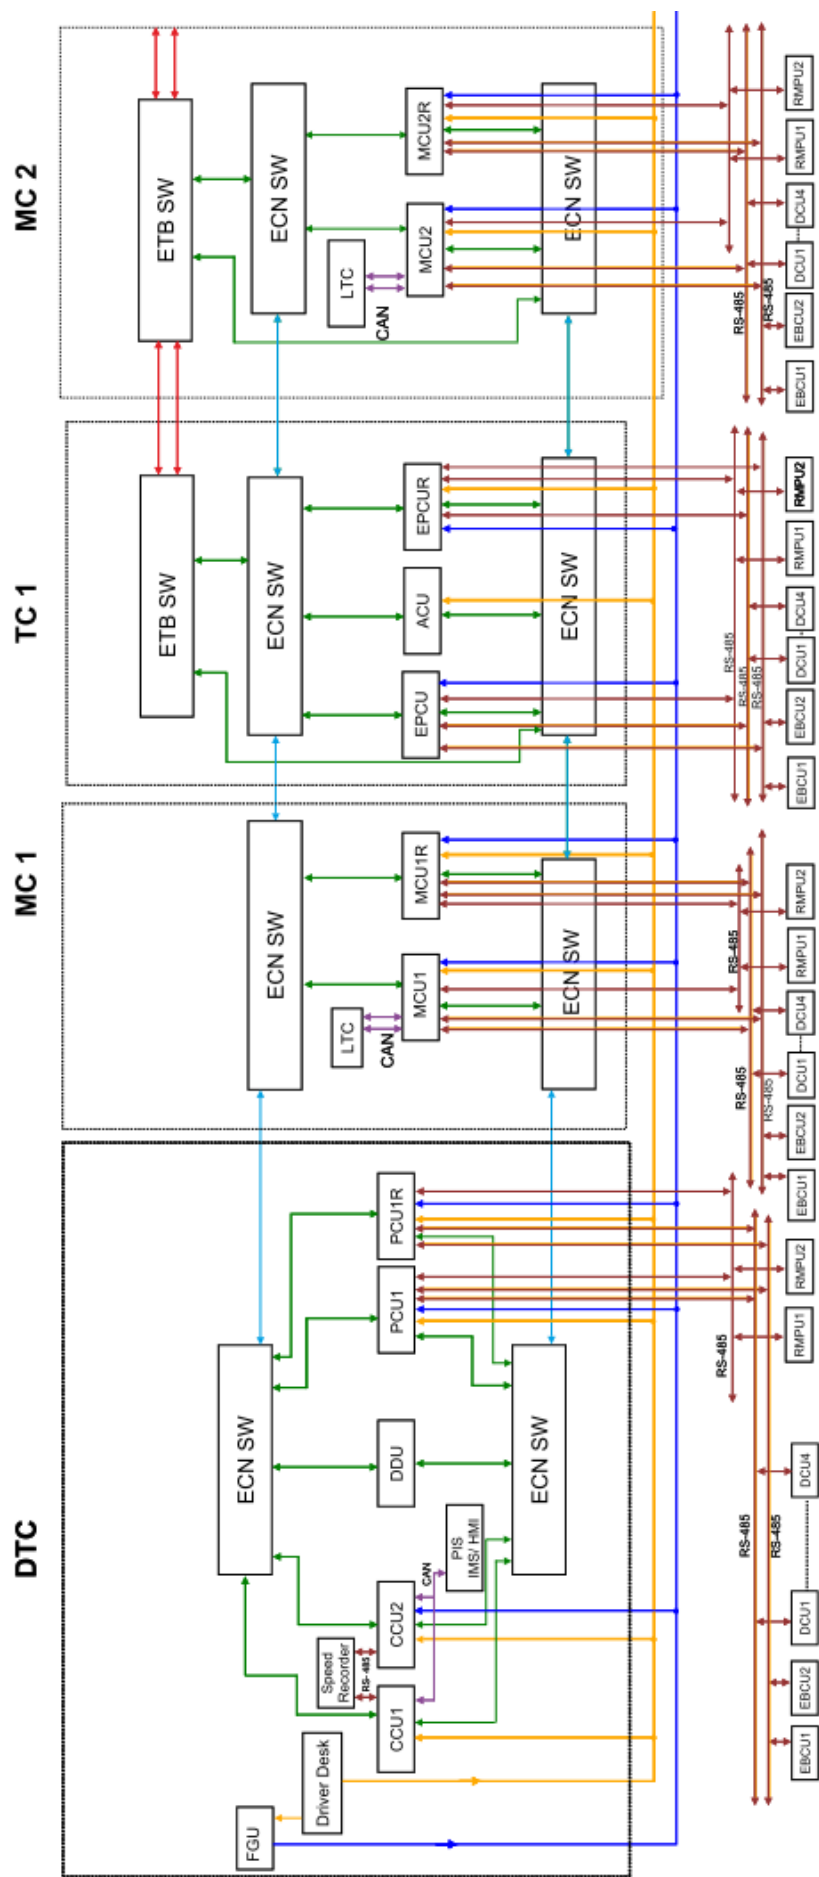 DTC
MC 1
TC 1
MC 2
FGU
Driver Desk
Speed
Recorder
RS- 485
CCU1
CCU2
CAN
PIS
IMS/ HMI
DDU
ECN SW
ECN SW
PCU1
PCU1R
RS-485
RS-485
RS-485
EBCU1
EBCU2
DCU1
DCU4
RMPU1
RMPU2
ECN SW
LTC
CAN
MCU1
MCU1R
ECN SW
RS-485
RS-485
RS-485
EBCU1
EBCU2
DCU1
DCU4
RMPU1
RMPU2
ETB SW
ECN SW
EPCU
ACU
EPCUR
ECN SW
RS-485
RS-485
RS-485
EBCU1
EBCU2
DCU1
DCU4
RMPU1
RMPU2
ETB SW
ECN SW
LTC
CAN
MCU2
MCU2R
ECN SW
RS-485
RS-485
EBCU1
EBCU2
DCU1
DCU4
RMPU1
RMPU2